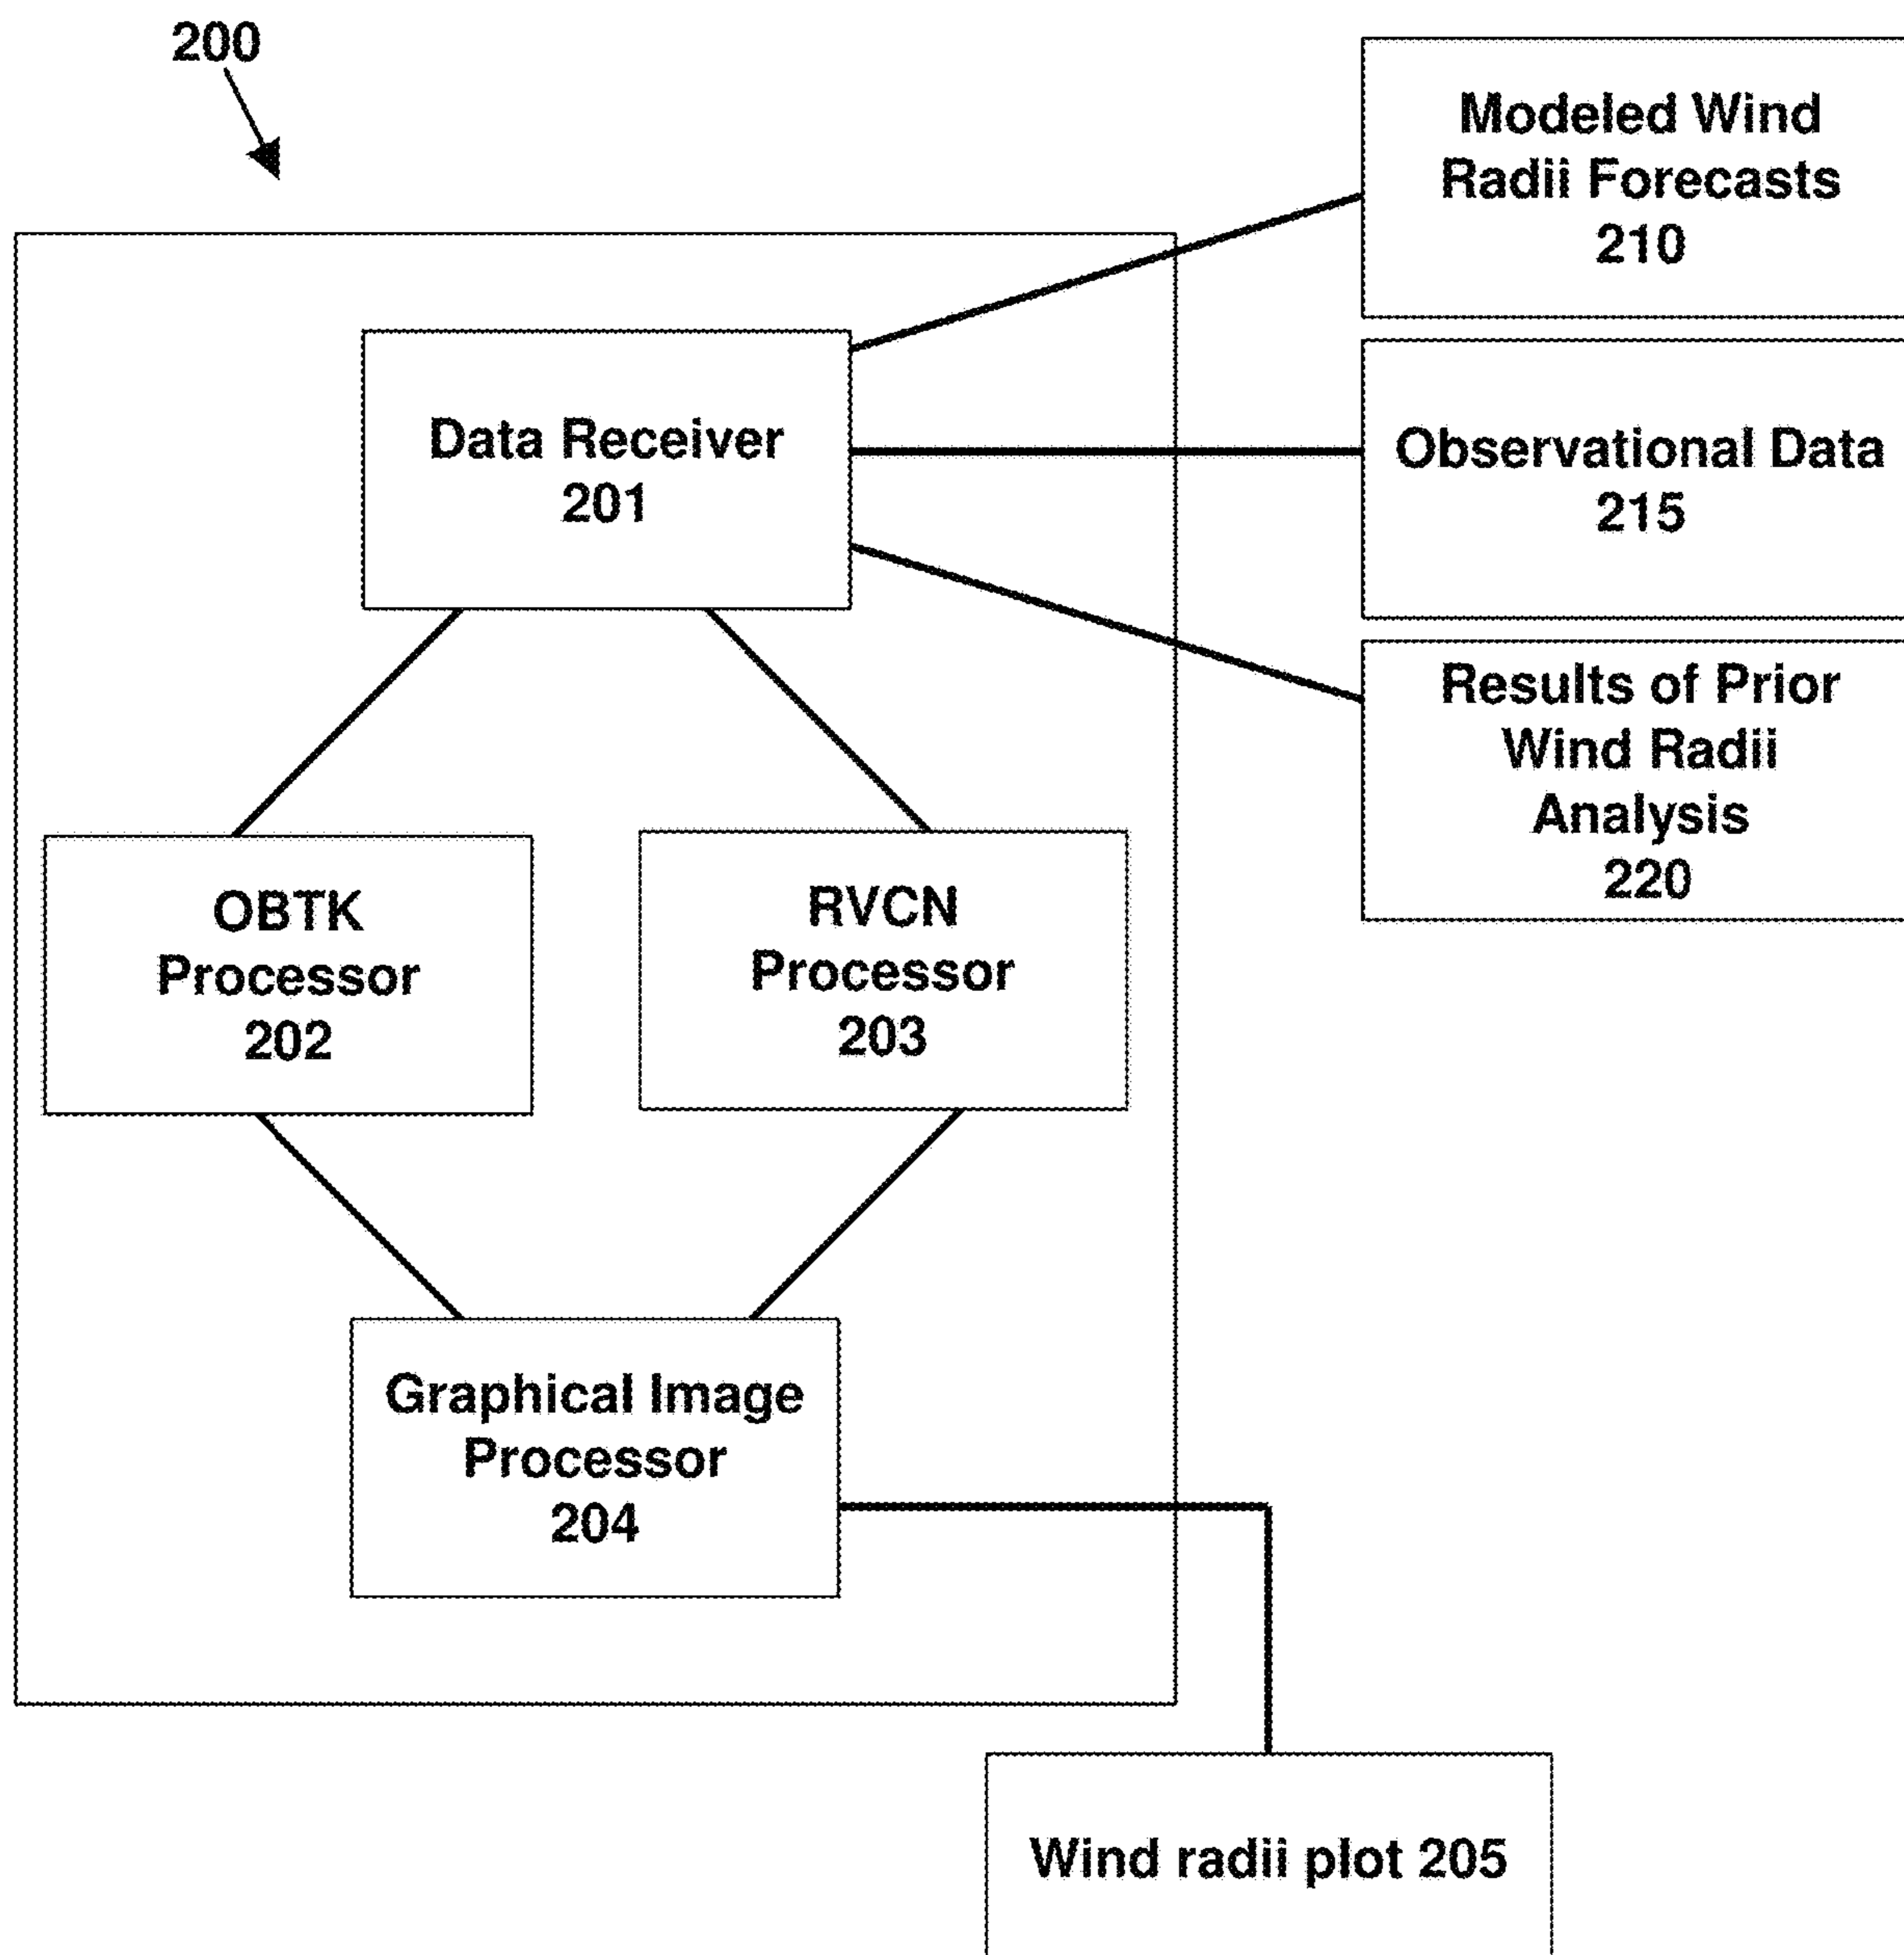 200
Modeled Wind
Radii Forecasts
210
Data Receiver
201
Observational Data
215
Results of Prior
Wind Radii
Analysis
220
OBTK
Processor
202
RVCN
Processor
203
Graphical Image
Processor
204
Wind radii plot 205